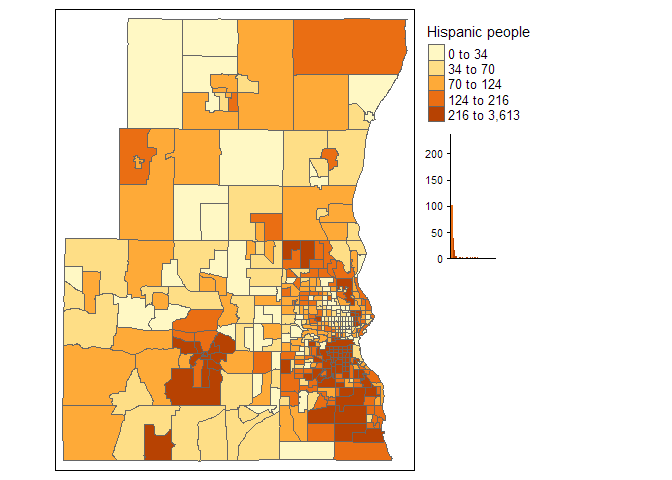 Hispanic people
0 to 34
34 to 70
70 to 124
124 to 216
216 to 3,613
200
150
100
50
0